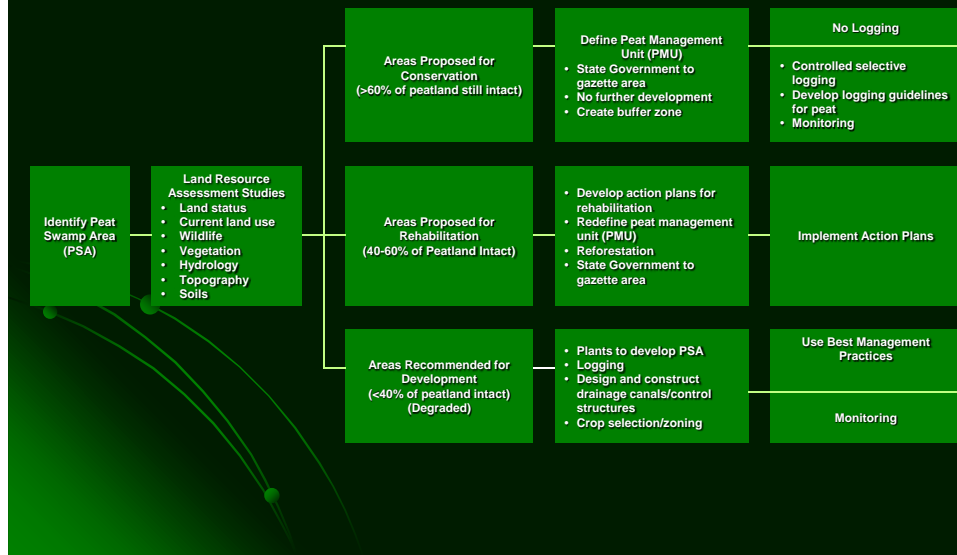 Identify Peat
Swamp Area
(PSA)
Land Resource
Assessment Studies
• Land status
• Current land use
• Wildlife
• Vegetation
• Hydrology
• Topography
• Soils
Areas Proposed for
Conservation
(>60% of peatland still intact)
Define Peat Management
Unit (PMU)
• State Government to
gazette area
• No further development
• Create buffer zone
No Logging
• Controlled selective
logging
• Develop logging guidelines
for peat
• Monitoring
Areas Proposed for
Rehabilitation
(40-60% of Peatland Intact)
• Develop action plans for
rehabilitation
• Redefine peat management
unit (PMU)
• Reforestation
• State Government to
gazette area
Implement Action Plans
Areas Recommended for
Development
(<40% of peatland intact)
(Degraded)
• Plants to develop PSA
• Logging
• Design and construct
drainage canals/control
structures
• Crop selection/zoning
Use Best Management
Practices
Monitoring